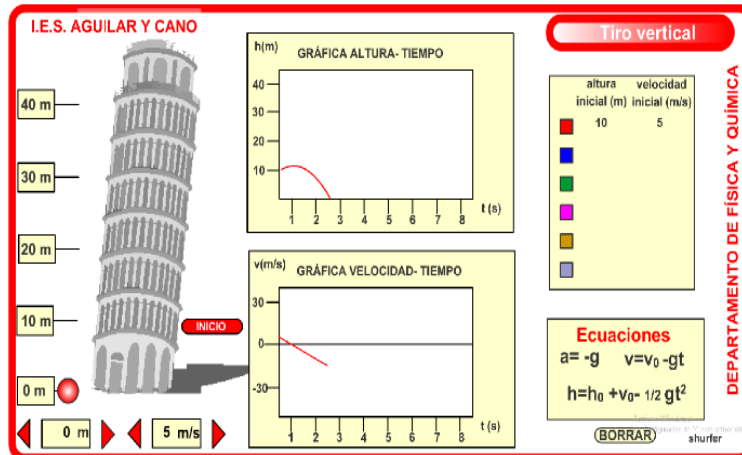 I.E.S. AGUILAR Y CANO
40 m
30 m
20 m
10 m
0 m
INICIO
0 m
5 m/s
h(m)
GRÁFICA ALTURA- TIEMPO
40
30
20
10
1 2 3 4 5 6 7 8
t (s)
v(m/s)
GRÁFICA VELOCIDAD- TIEMPO
30
0
-30
1 2 3 4 5 6 7 8
t (s)
Tiro vertical
altura velocidad
inicial (m) inicial (m/s)
10 5
Ecuaciones
a= -g v=v₀ -gt
h=h₀ +v₀- 1/2 gt²
BORRAR
shurfer
DEPARTAMENTO DE FÍSICA Y QUÍMICA